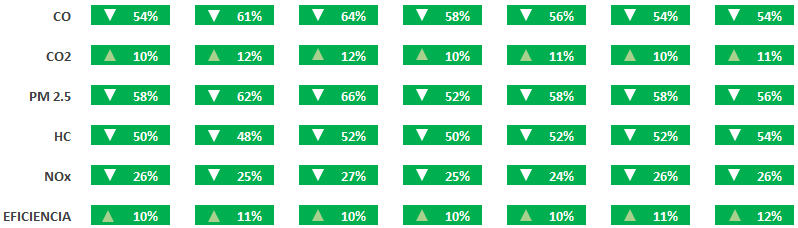 CO 54% 61% 64% 58% 56% 54% 54%
CO2 10% 12% 12% 10% 11% 10% 11%
PM 2.5 58% 62% 66% 52% 58% 58% 56%
HC 50% 48% 52% 50% 52% 52% 54%
NOx 26% 25% 27% 25% 24% 26% 26%
EFICIENCIA 10% 11% 10% 10% 10% 11% 12%